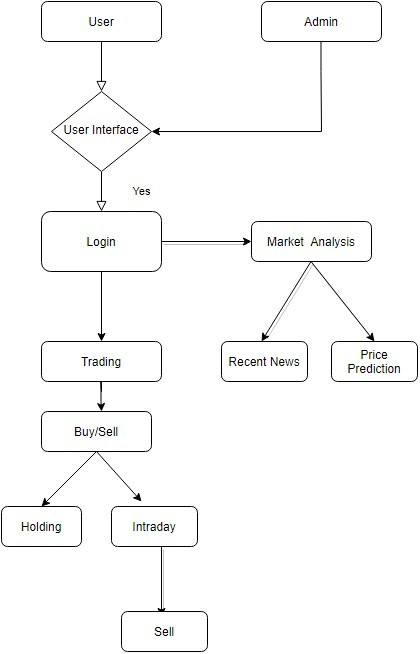 User
Admin
User Interface
Yes
Login
Market Analysis
Trading
Recent News
Price
Prediction
Buy/Sell
Holding
Intraday
Sell